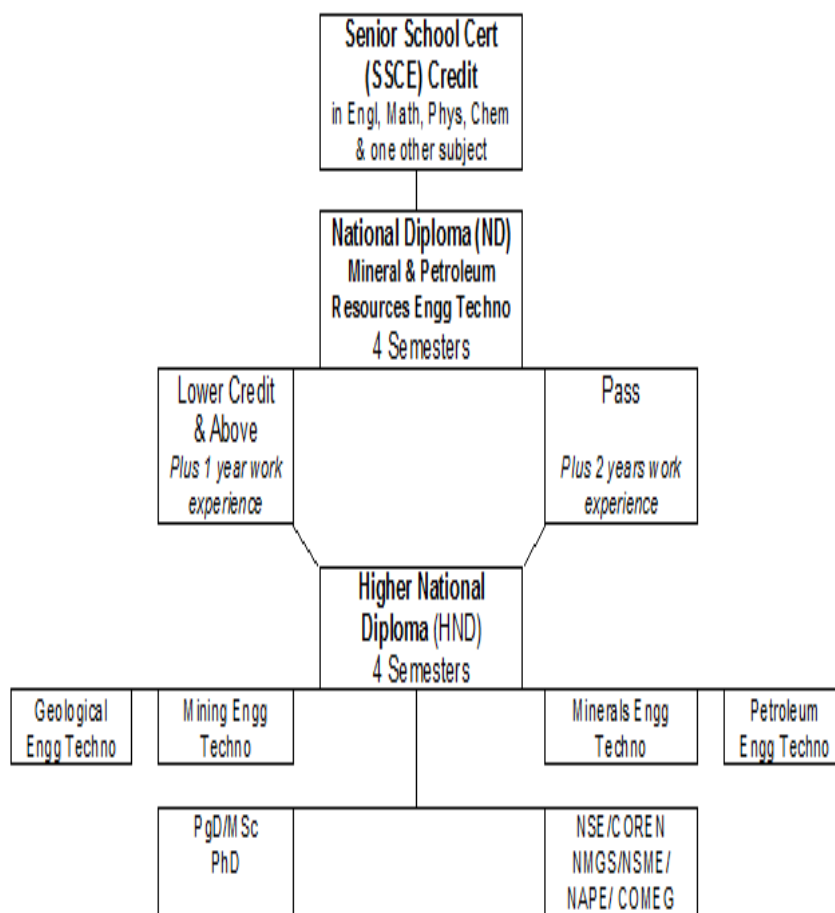 Senior School Cert
(SSCE) Credit
in Engl, Math, Phys, Chem
& one other subject
National Diploma (ND)
Mineral & Petroleum
Resources Engg Techno
4 Semesters
Lower Credit
& Above
Plus 1 year work
experience
Pass
Plus 2 years work
experience
Higher National
Diploma (HND)
4 Semesters
Geological
Engg Techno
Mining Engg
Techno
Minerals Engg
Techno
Petroleum
Engg Techno
PgD/MSc
PhD
NSE/COREN
NMGS/NSME/
NAPE/ COMEG